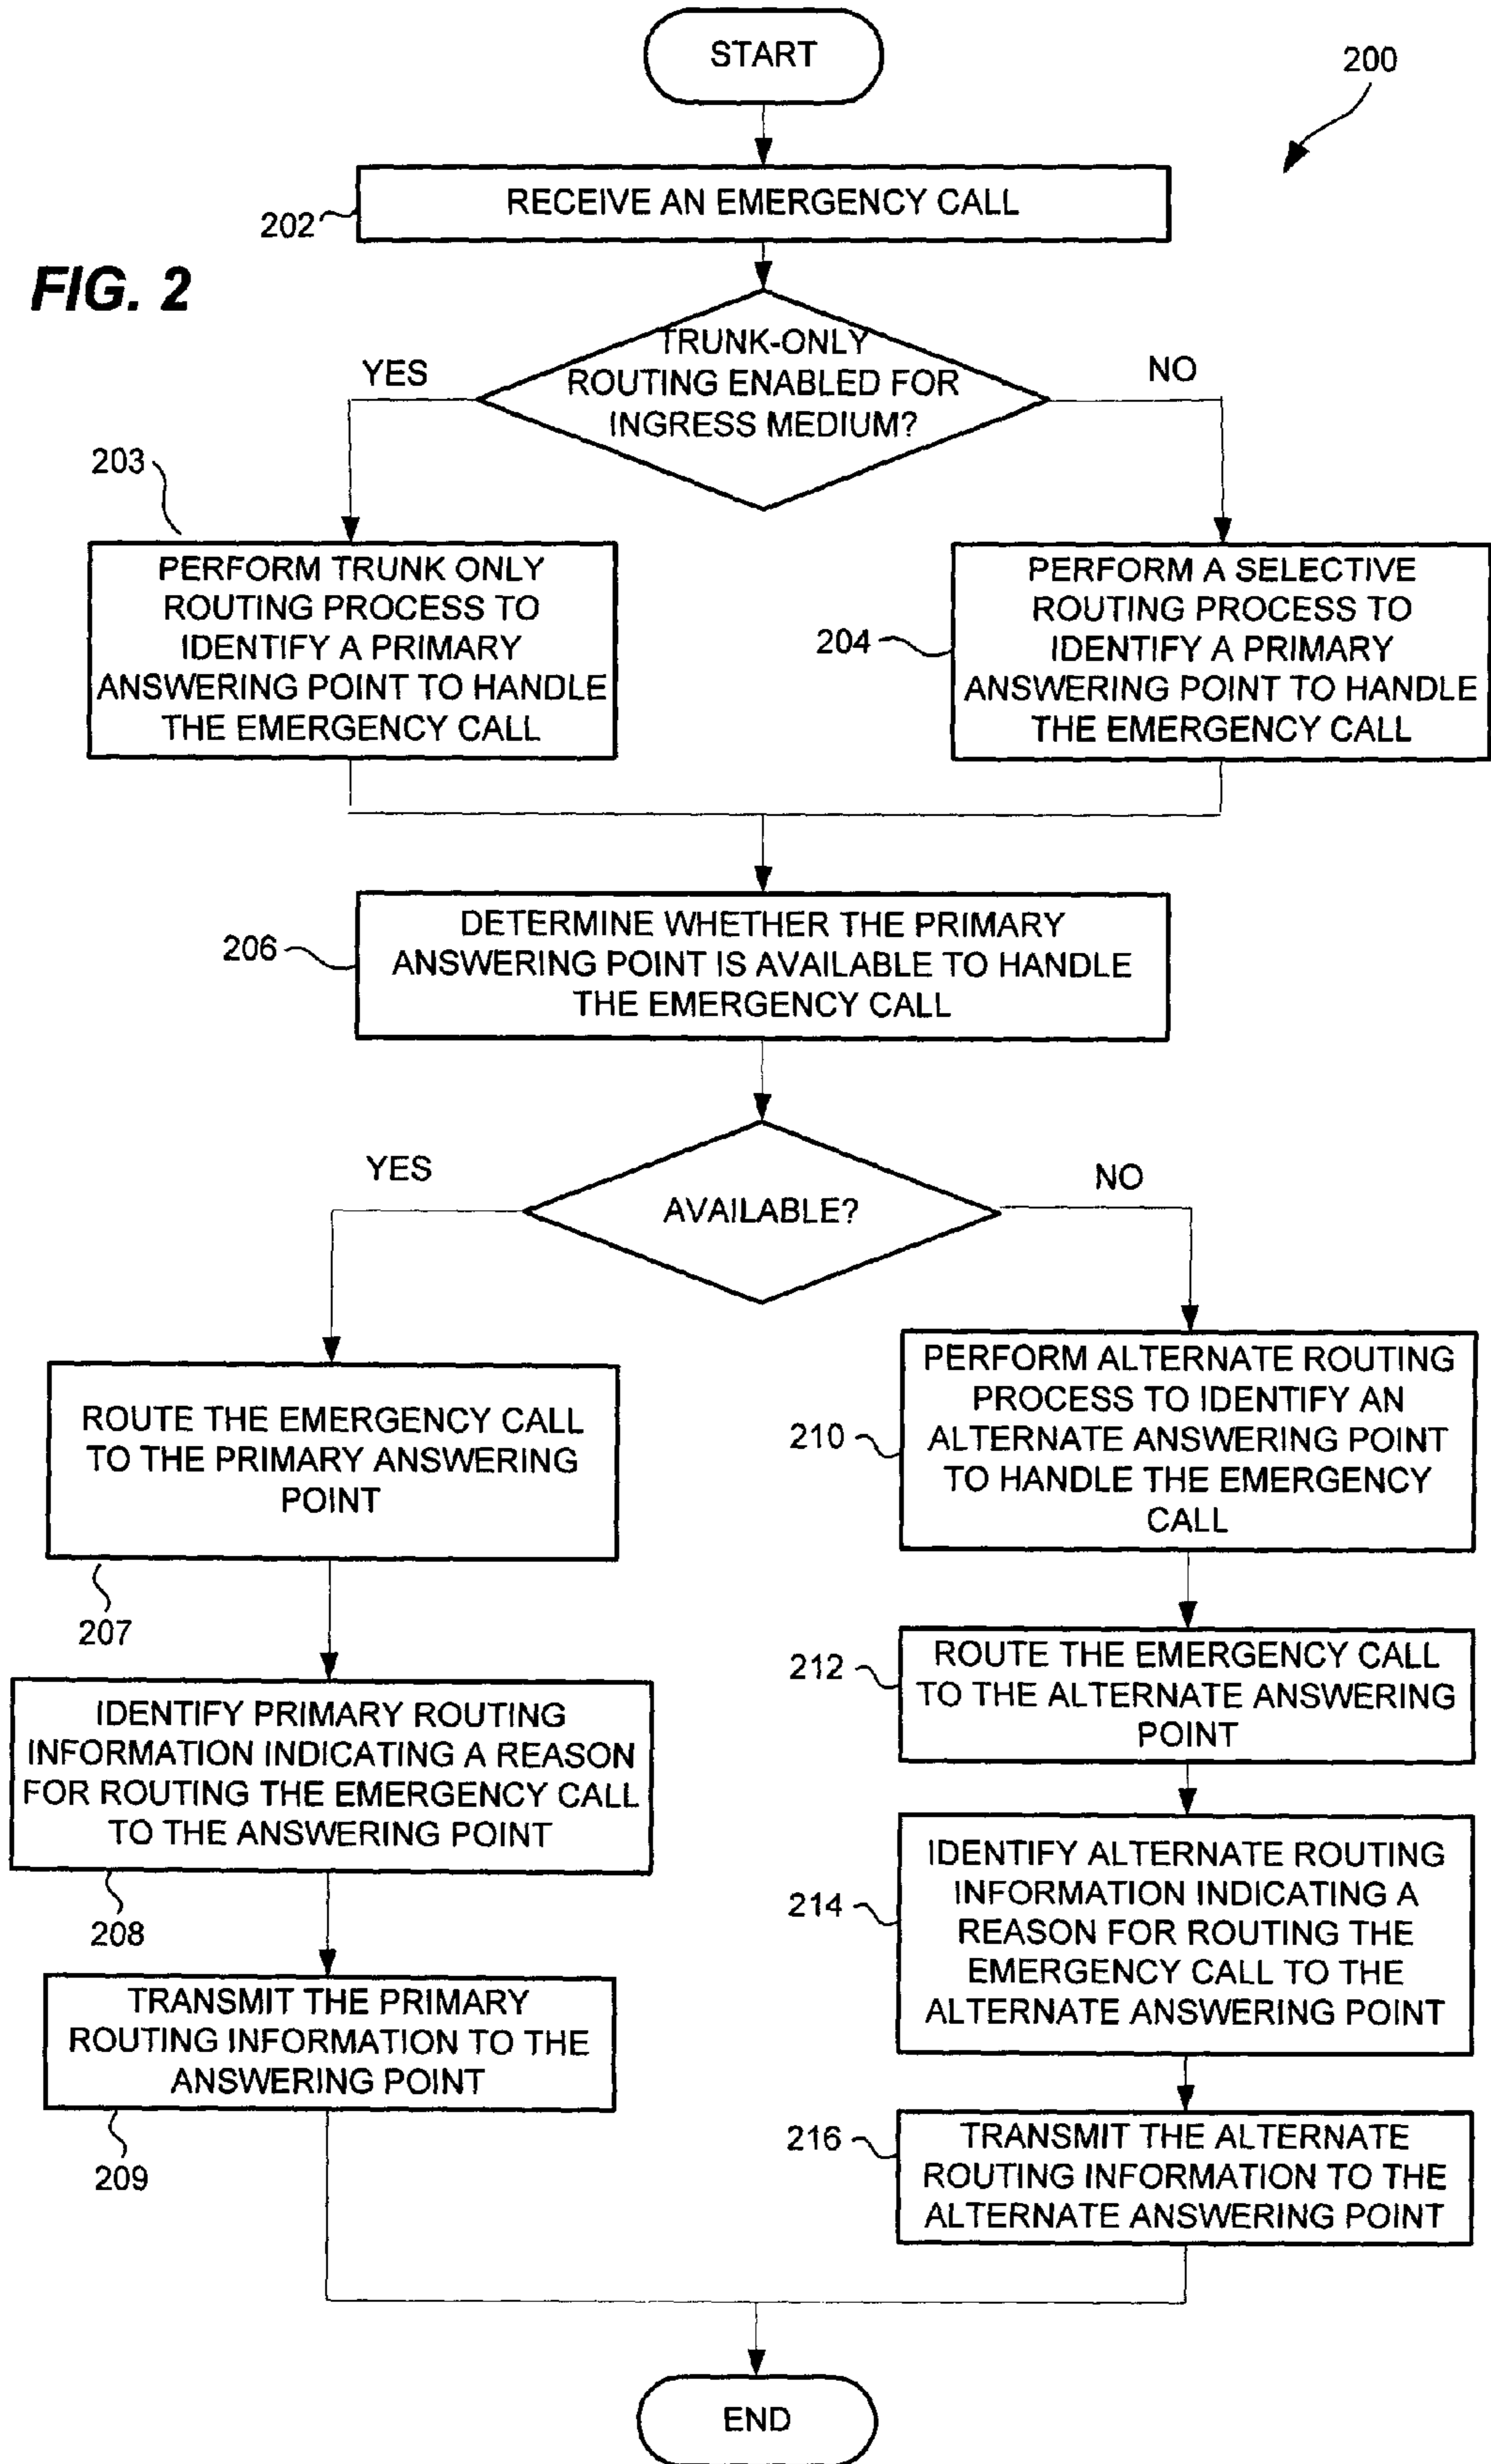 START
200
RECEIVE AN EMERGENCY CALL
202
FIG. 2
TRUNK-ONLY
ROUTING ENABLED FOR
INGRESS MEDIUM?
YES
NO
203
PERFORM TRUNK ONLY
ROUTING PROCESS TO
IDENTIFY A PRIMARY
ANSWERING POINT TO HANDLE
THE EMERGENCY CALL
204
PERFORM A SELECTIVE
ROUTING PROCESS TO
IDENTIFY A PRIMARY
ANSWERING POINT TO HANDLE
THE EMERGENCY CALL
206
DETERMINE WHETHER THE PRIMARY
ANSWERING POINT IS AVAILABLE TO HANDLE
THE EMERGENCY CALL
YES
AVAILABLE?
NO
ROUTE THE EMERGENCY CALL
TO THE PRIMARY ANSWERING
POINT
207
IDENTIFY PRIMARY ROUTING
INFORMATION INDICATING A REASON
FOR ROUTING THE EMERGENCY CALL
TO THE ANSWERING POINT
208
TRANSMIT THE PRIMARY
ROUTING INFORMATION TO THE
ANSWERING POINT
209
210
PERFORM ALTERNATE ROUTING
PROCESS TO IDENTIFY AN
ALTERNATE ANSWERING POINT
TO HANDLE THE EMERGENCY
CALL
212
ROUTE THE EMERGENCY CALL
TO THE ALTERNATE ANSWERING
POINT
214
IDENTIFY ALTERNATE ROUTING
INFORMATION INDICATING A
REASON FOR ROUTING THE
EMERGENCY CALL TO THE
ALTERNATE ANSWERING POINT
216
TRANSMIT THE ALTERNATE
ROUTING INFORMATION TO THE
ALTERNATE ANSWERING POINT
END